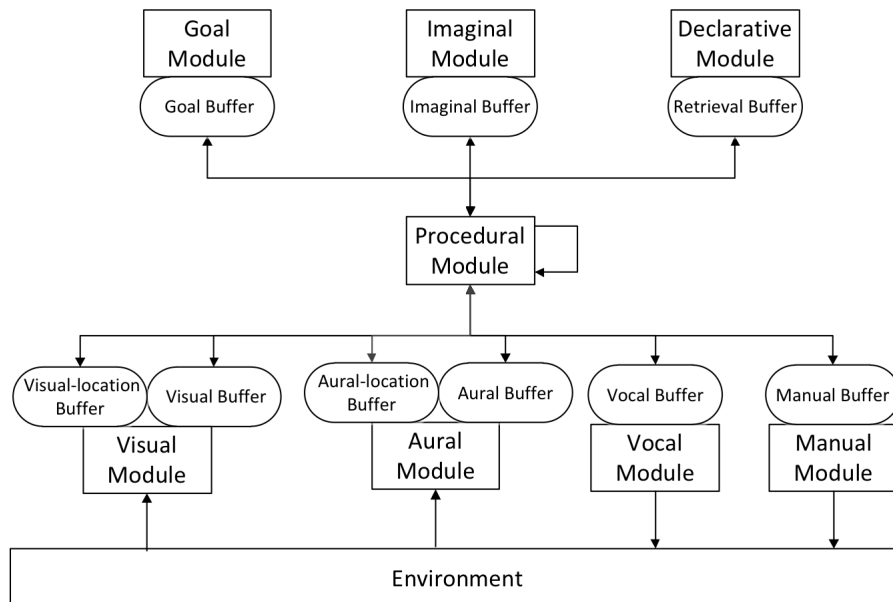 Goal
Module
Imaginal
Module
Declarative
Module
Goal Buffer
Imaginal Buffer
Retrieval Buffer
Procedural
Module
Visual-location
Buffer
Visual Buffer
Aural-location
Buffer
Aural Buffer
Vocal Buffer
Manual Buffer
Visual
Module
Aural
Module
Vocal
Module
Manual
Module
Environment